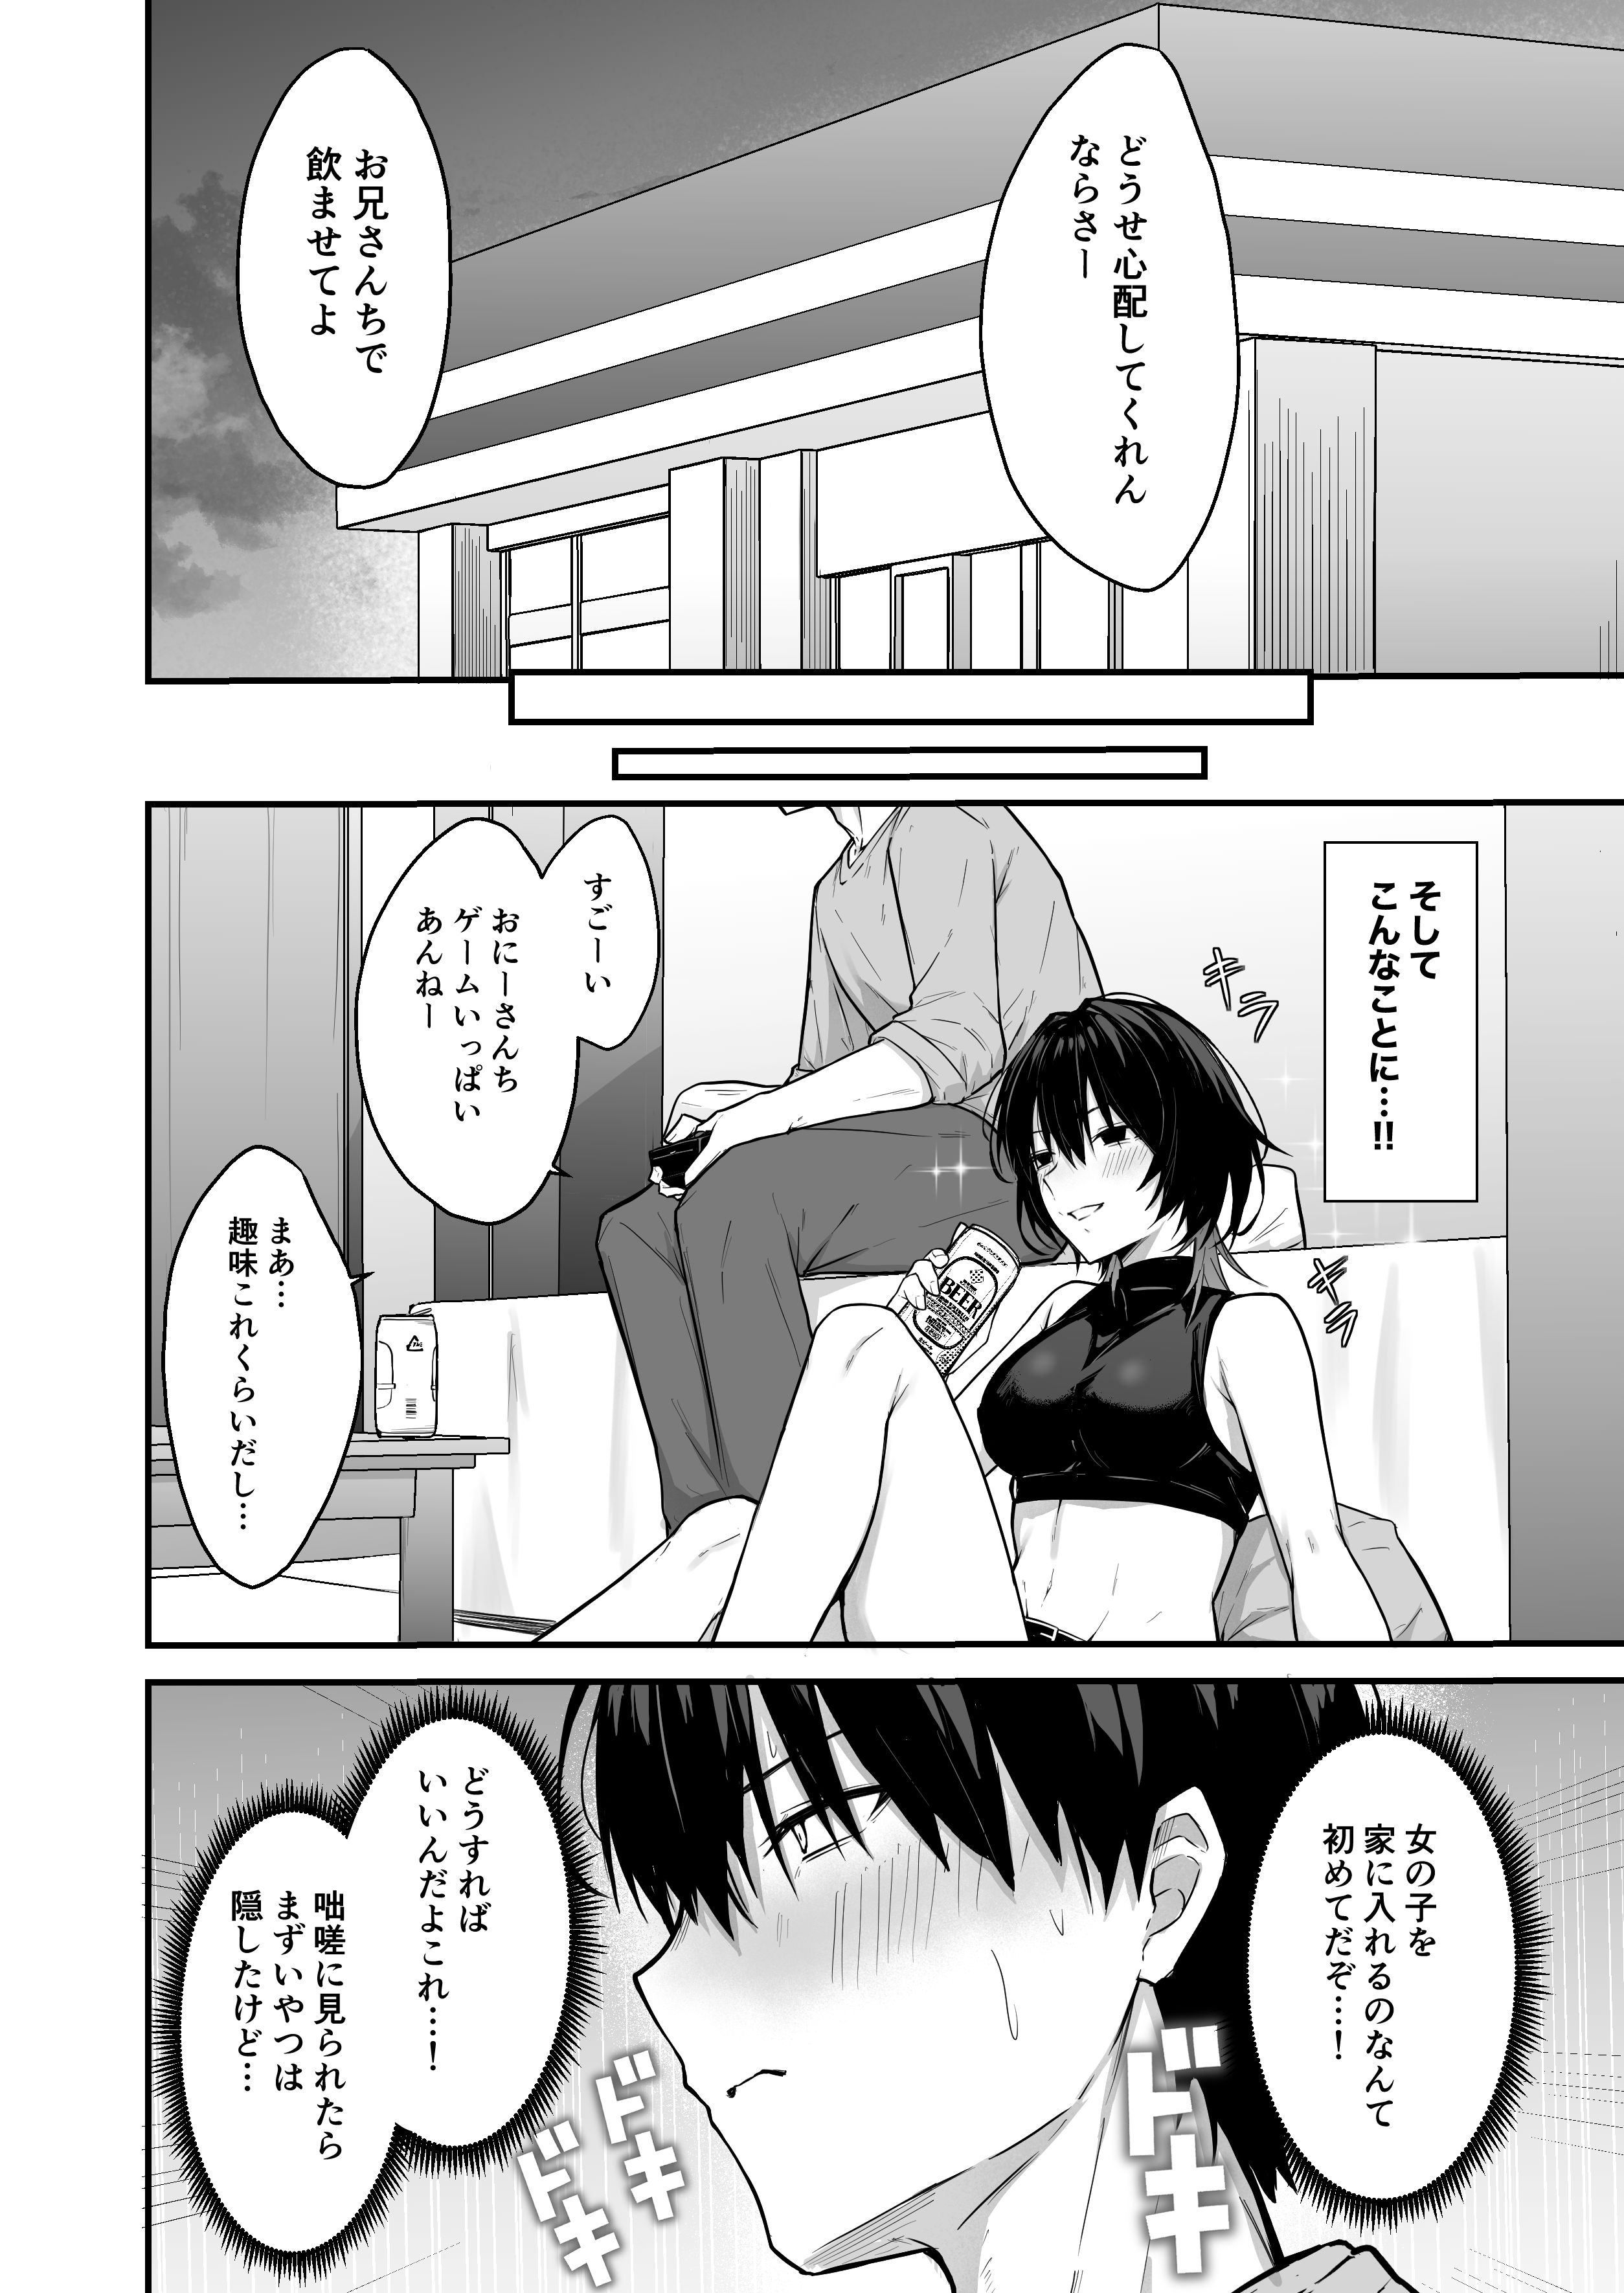 どうせ心配してくれん
ならさー
お兄さんちで
飲ませてよ
そして
こんなことに…!!
キラ
キラ
すごーい
おにーさんち
ゲームいっぱい
あんねー
BEER
まあ…
趣味これくらいだし…
女の子を
家に入れるのなんて
初めてだぞ…!
ドキ
ドキ
ドキ
どうすれば
いいんだよこれ…!
咄嗟に見られたら
まずいやつは
隠したけど…